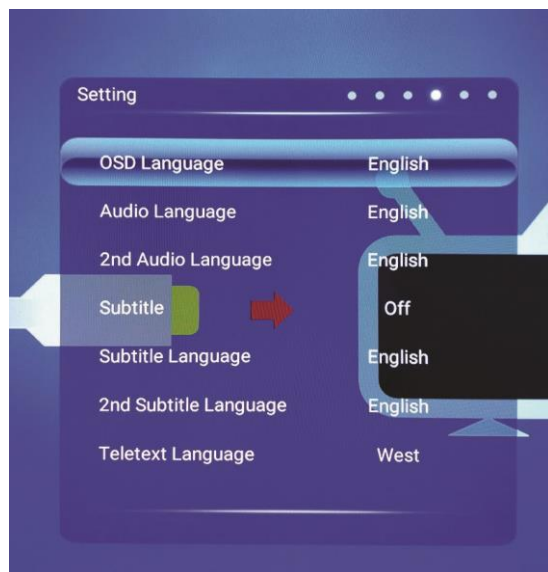 Setting
OSD Language English
Audio Language English
2nd Audio Language English
Subtitle Off
Subtitle Language English
2nd Subtitle Language English
Teletext Language West